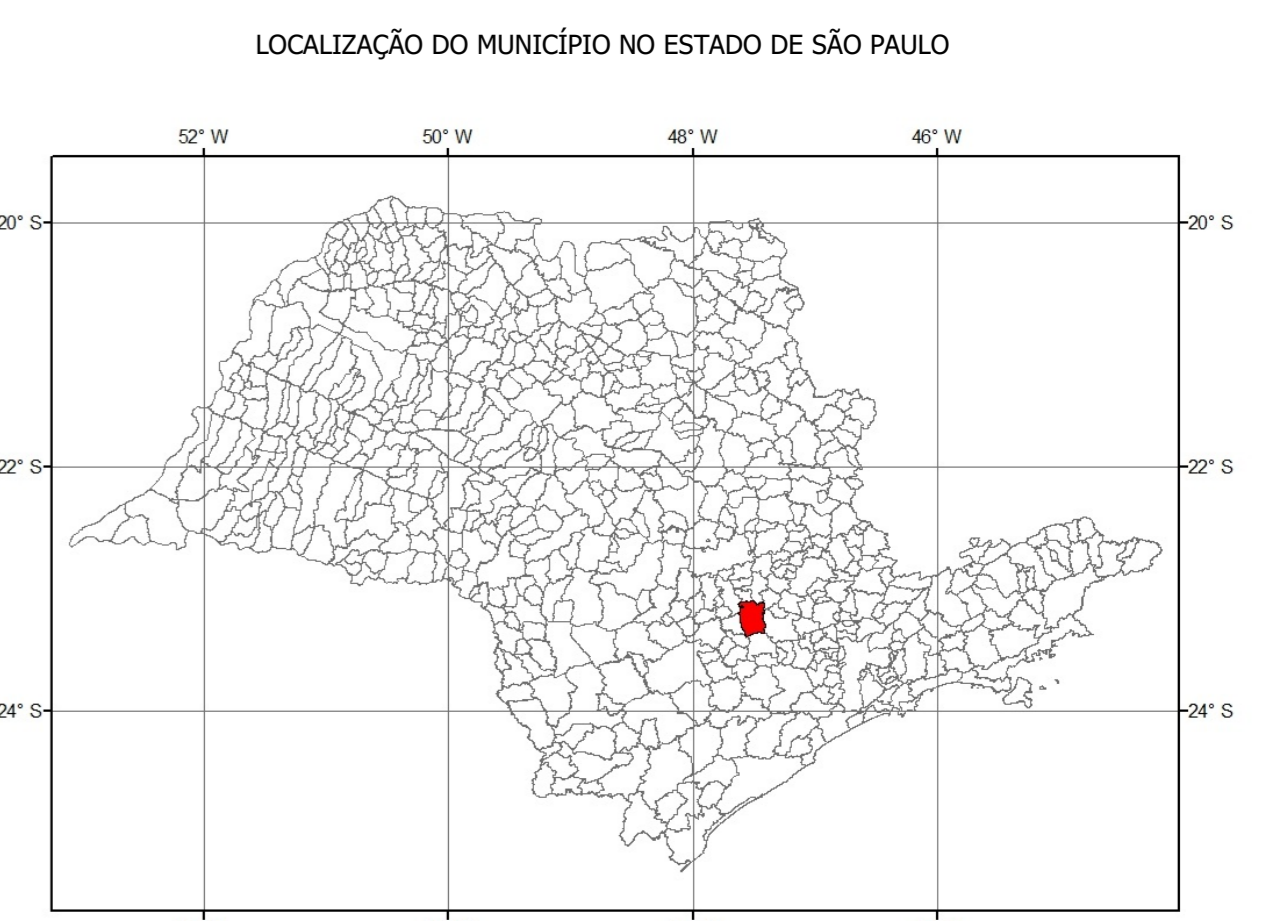 LOCALIZAÇÃO DO MUNICÍPIO NO ESTADO DE SÃO PAULO
52° W 50° W 48° W 46° W
20° S 20° S
22° S 22° S
24° S 24° S